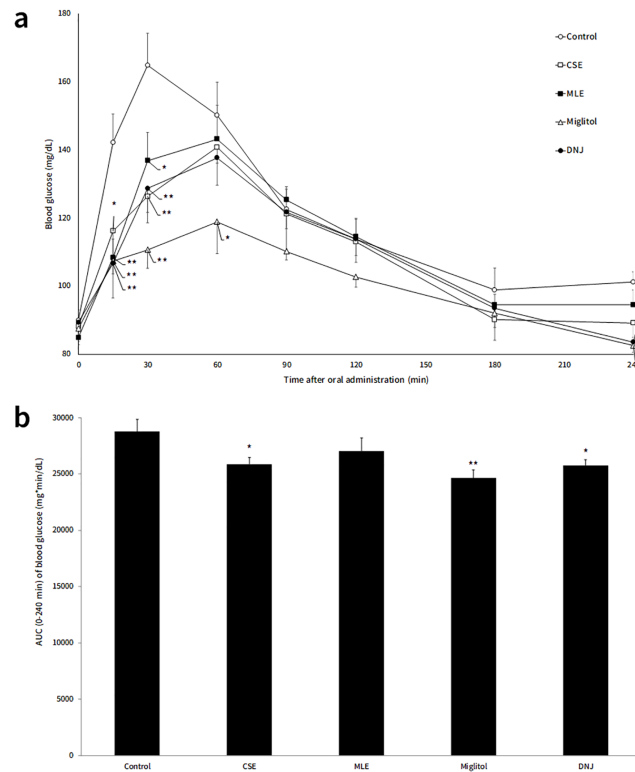 a
180
160
140
120
100
80
Blood glucose (mg/dL)
Control
CSE
MLE
Miglitol
DNJ
*
*
**
**
**
**
**
**
*
0
30
60
90
120
150
180
210
24
Time after oral administration (min)
b
30000
25000
20000
15000
10000
5000
0
AUC (0-240 min) of blood glucose (mg*min/dL)
*
**
*
Control
CSE
MLE
Miglitol
DNJ